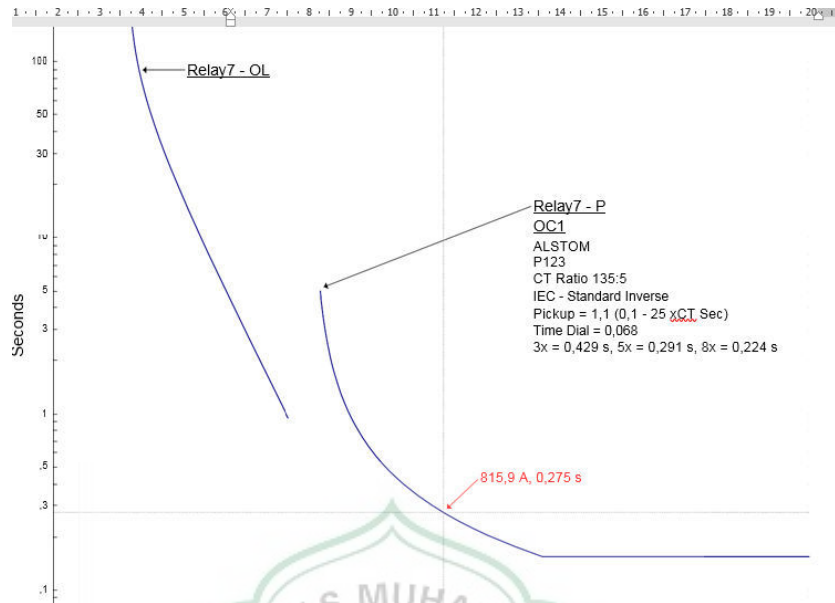 1 · 2 · 3 · 4 · 5 · 6 · 7 · 8 · 9 · 10 · 11 · 12 · 13 · 14 · 15 · 16 · 17 · 18 · 19 · 20
100
Relay7 - OL
50
30
Relay7 - P
OC1
10
ALSTOM
P123
CT Ratio 135:5
5
IEC - Standard Inverse
Pickup = 1,1 (0,1 - 25 xCT Sec)
Seconds
3
Time Dial = 0,068
3x = 0,429 s, 5x = 0,291 s, 8x = 0,224 s
1
.5
815,9 A, 0,275 s
.3
.1
S MUHA